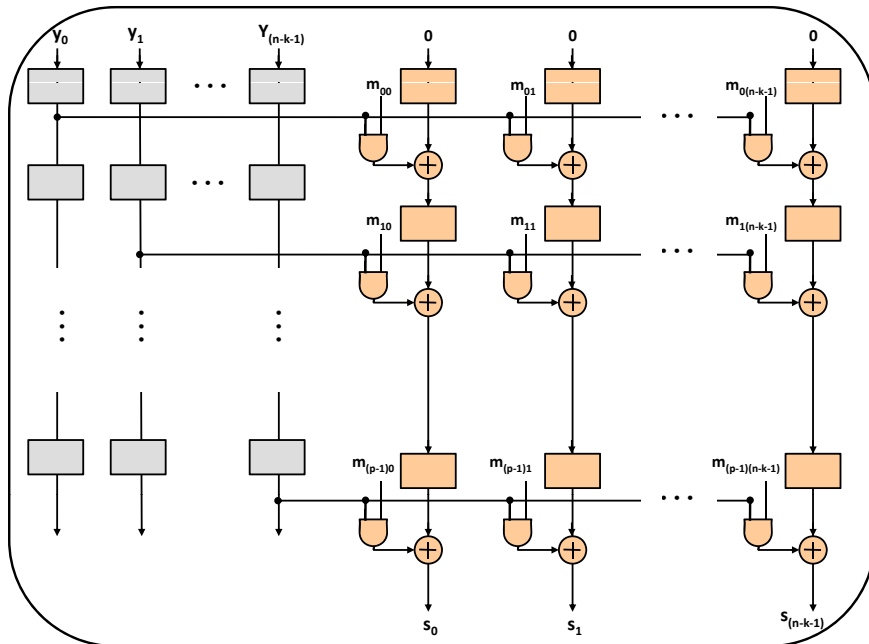 y₀ y₁ Y₍ₙ₋ₖ₋₁₎ 0 0 0
. . .
m₀₀ m₀₁ m₀₍ₙ₋ₖ₋₁₎
. . .
. . .
m₁₀ m₁₁ m₁₍ₙ₋ₖ₋₁₎
. . .
m₍ₚ₋₁₎₀ m₍ₚ₋₁₎₁ m₍ₚ₋₁₎₍ₙ₋ₖ₋₁₎
. . .
s₀ s₁ s₍ₙ₋ₖ₋₁₎